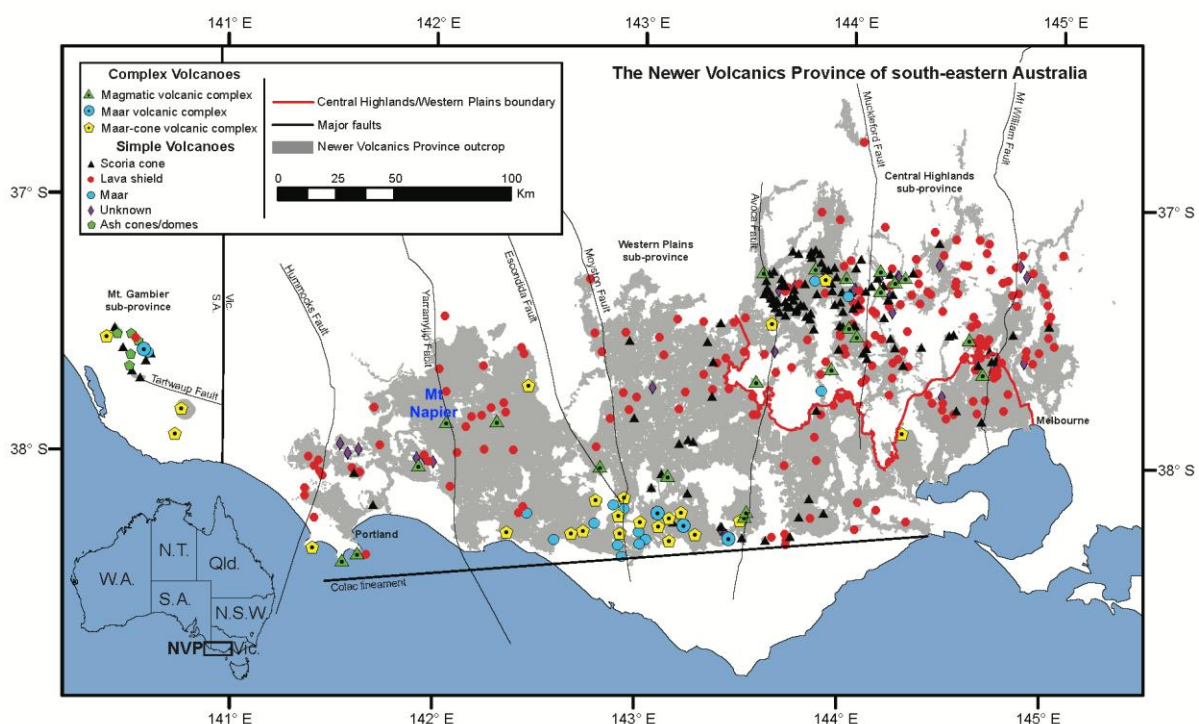 141° E
142° E
143° E
144° E
145° E
The Newer Volcanics Province of south-eastern Australia
Complex Volcanoes
Magmatic volcanic complex
Maar volcanic complex
Maar-cone volcanic complex
Simple Volcanoes
Scoria cone
Lava shield
Maar
Unknown
Ash cones/domes
Central Highlands/Western Plains boundary
Major faults
Newer Volcanics Province outcrop
0 50 100
Km
37° S
37° S
Muckleford Fault
Mt William Fault
Central Highlands
sub-province
Avoca Fault
Western Plains
sub-province
Moyston Fault
Escondida Fault
Yarramyljup Fault
Hummocks Fault
Vic.
S.A.
Mt. Gambier
sub-province
Tartwaup Fault
Mt
Napier
Melbourne
38° S
38° S
Portland
Colac lineament
N.T.
Qld.
W.A.
S.A.
N.S.W
NVP
Vic.
141° E
142° E
143° E
144° E
145° E